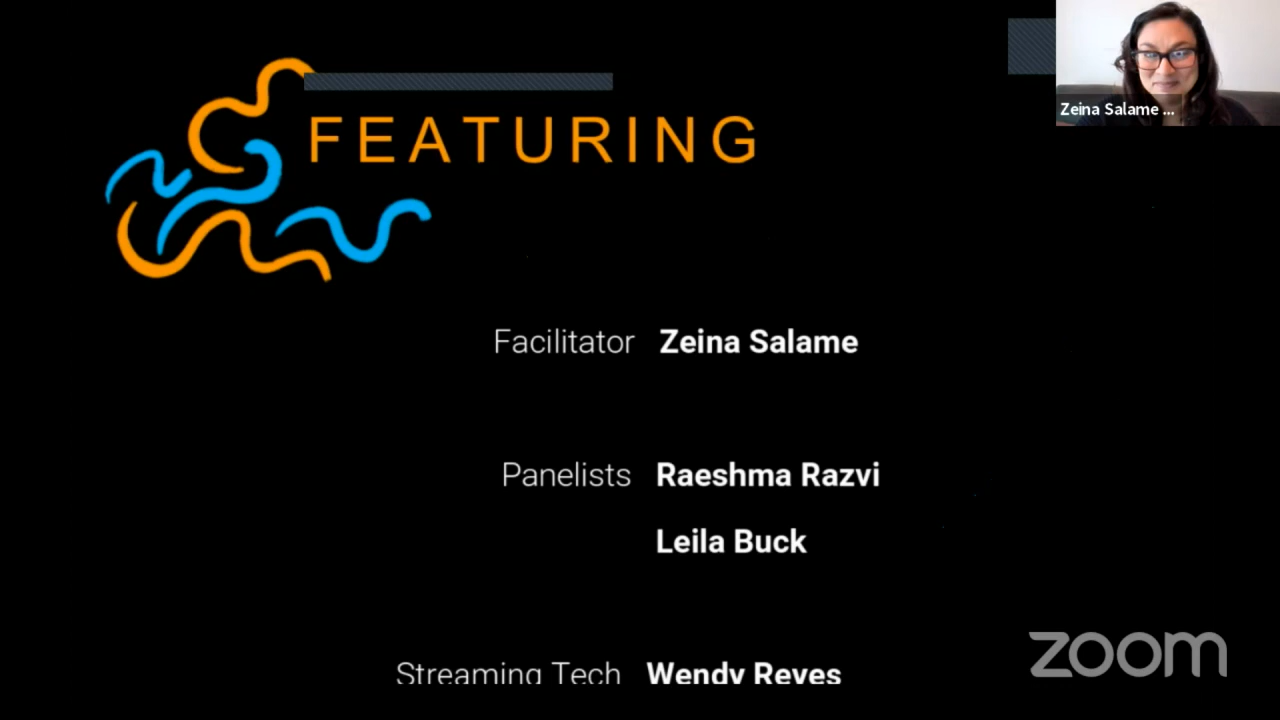 Zeina Salame ...
FEATURING
Facilitator Zeina Salame
Panelists Raeshma Razvi
Leila Buck
Streaming Tech Wendy Reyes
zoom